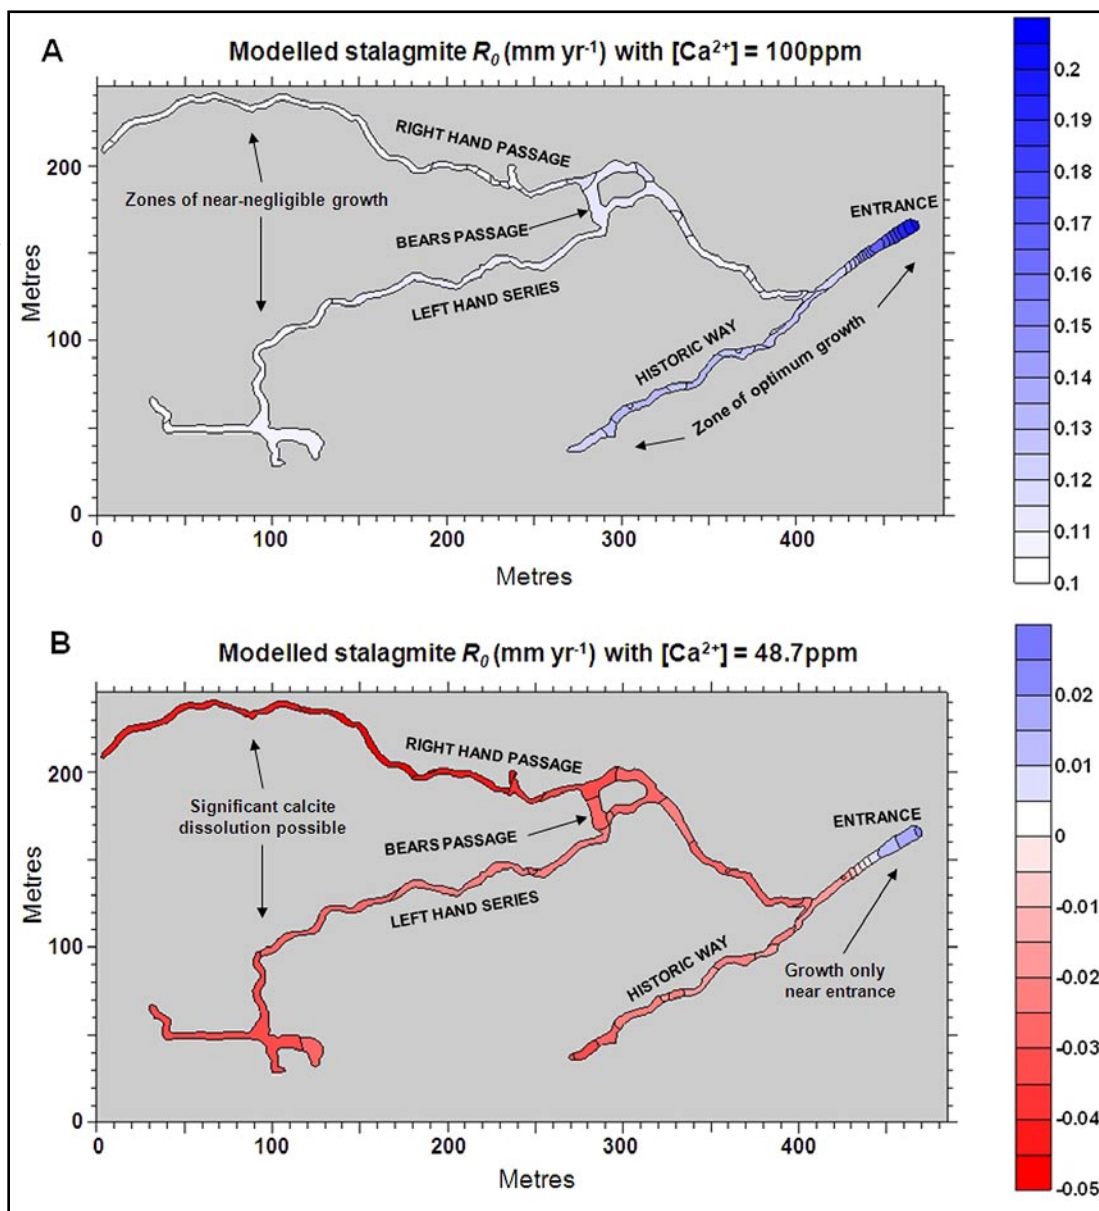 A
Modelled stalagmite R₀ (mm yr⁻¹) with [Ca²⁺] = 100ppm
RIGHT HAND PASSAGE
Zones of near-negligible growth
BEARS PASSAGE
LEFT HAND SERIES
ENTRANCE
HISTORIC WAY
Zone of optimum growth
Metres
200
100
0
0 100 200 300 400
Metres
0.2
0.19
0.18
0.17
0.16
0.15
0.14
0.13
0.12
0.11
0.1
B
Modelled stalagmite R₀ (mm yr⁻¹) with [Ca²⁺] = 48.7ppm
RIGHT HAND PASSAGE
Significant calcite
dissolution possible
BEARS PASSAGE
LEFT HAND SERIES
ENTRANCE
HISTORIC WAY
Growth only
near entrance
Metres
200
100
0
0 100 200 300 400
Metres
0.02
0.01
0
-0.01
-0.02
-0.03
-0.04
-0.05